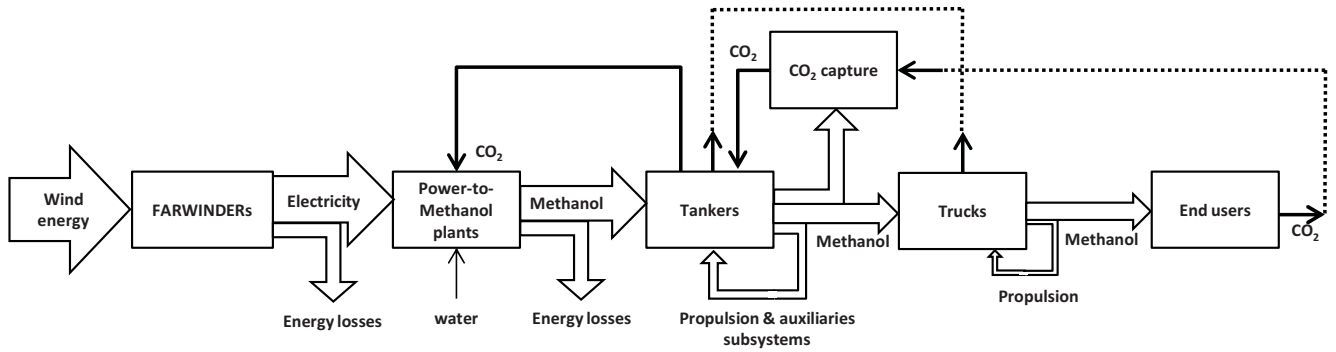 CO2
CO2 capture
CO2
Wind
energy
FARWINDERs
Electricity
Power-to-
Methanol
plants
Methanol
Tankers
Methanol
Trucks
Methanol
End users
CO2
Energy losses
water
Energy losses
Propulsion & auxiliaries
subsystems
Propulsion